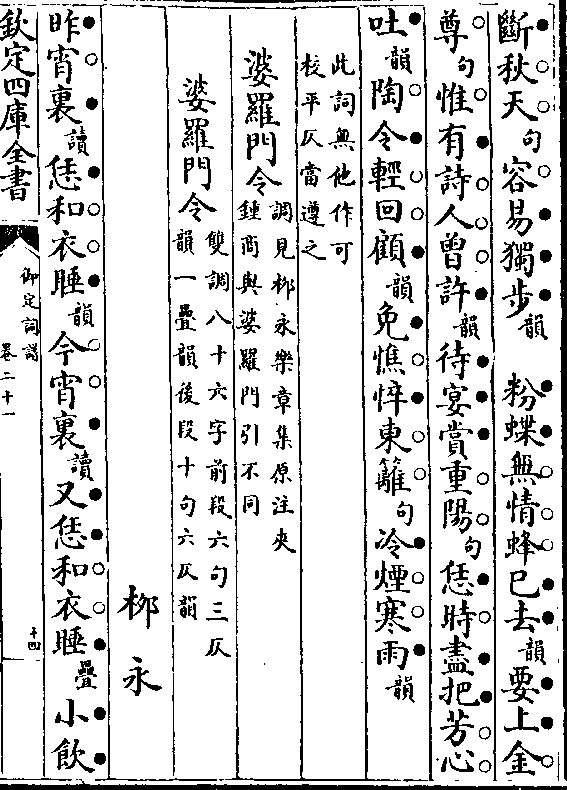 斷秋天句容易獨步韻　粉蝶無情蜂已去韻要上金
尊句惟有詩人曾許韻待宴賞重陽句恁時盡把芳心
吐韻陶令輕回顧韻免憔悴東籬句冷煙寒雨韻
此詞無他作可
校平仄當遵之
婆羅門令調見栁永樂章集原注夾
鍾商與婆羅門引不同
婆羅門令雙調八十六字前段六句三仄
韻一疊韻後段十句六仄韻
栁永
昨宵裏讀恁和衣睡韻今宵裏讀又恁和衣睡疊小飲
欽定四庫全書
御定詞譜
卷二十一
十四